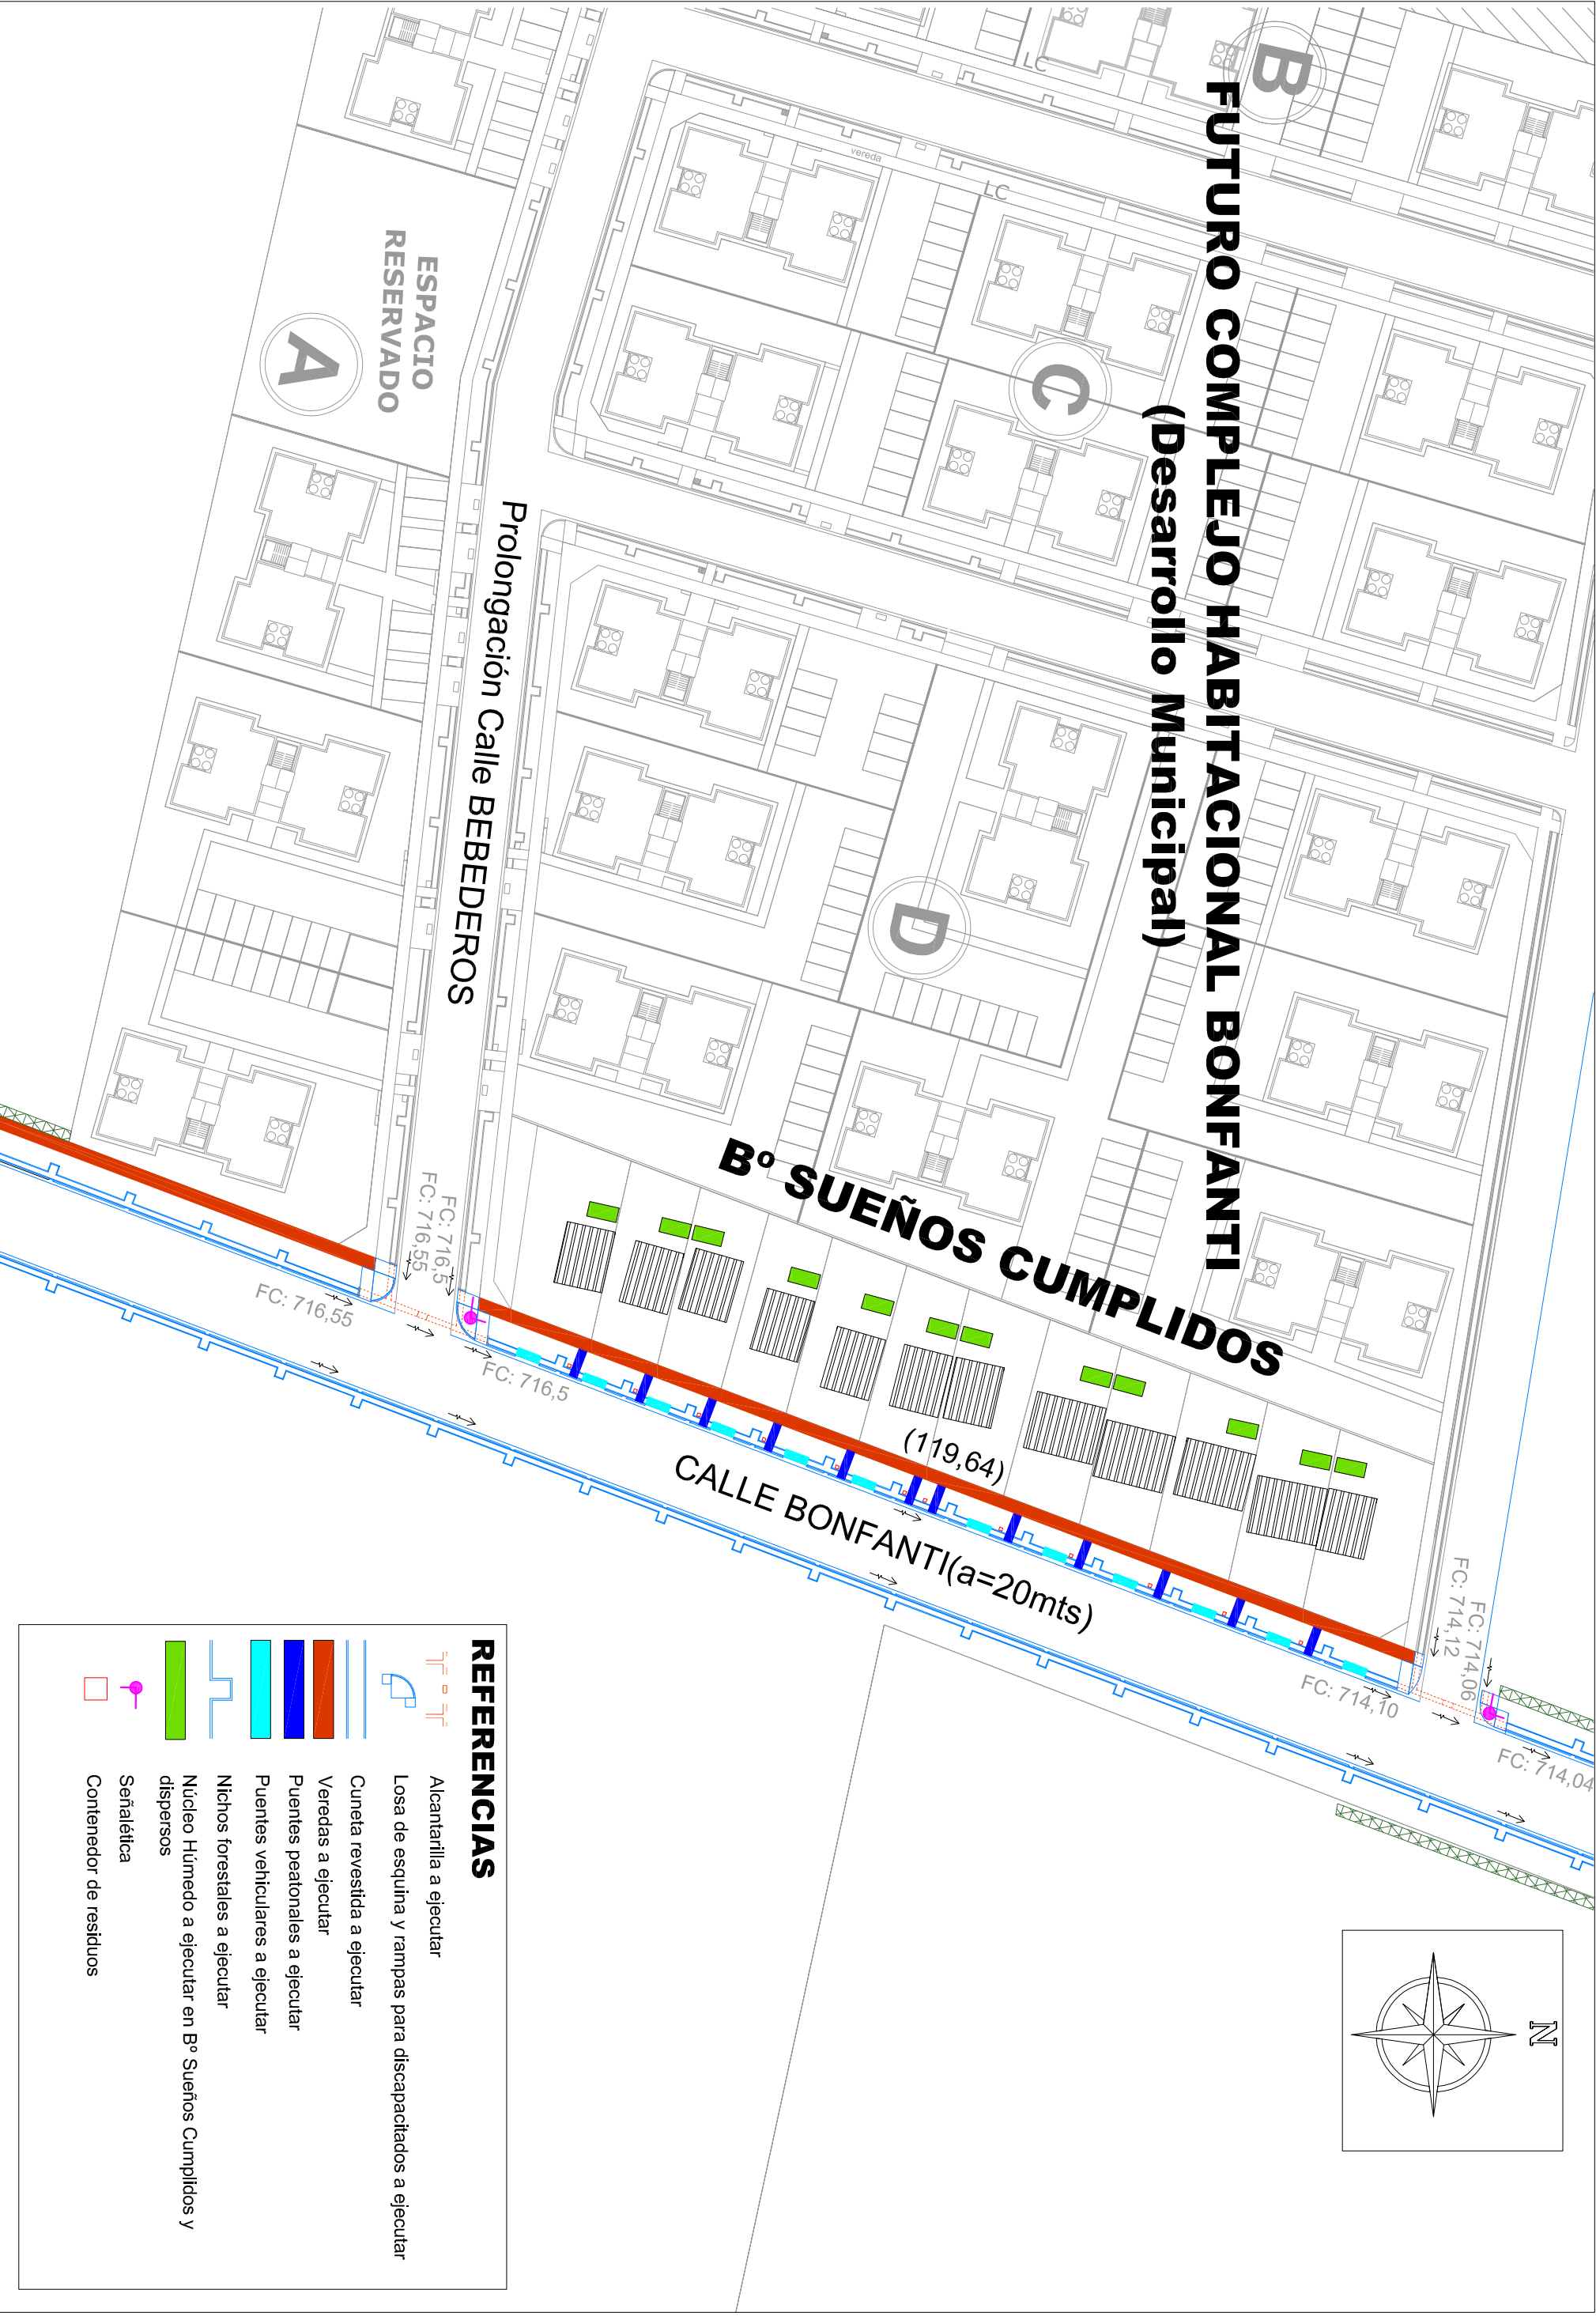 FUTURO COMPLEJO HABITACIONAL BONFANTI
(Desarrollo Municipal)
B
LC
LC
vereda
C
ESPACIO
RESERVADO
A
D
Prolongación Calle BEBEDEROS
Bº SUEÑOS CUMPLIDOS
(119,64)
CALLE BONFANTI(a=20mts)
FC: 716,5
FC: 716,55
FC: 716,55
FC: 716,5
FC: 714,06
FC: 714,12
FC: 714,10
FC: 714,04
N
REFERENCIAS
Alcantarilla a ejecutar
Losa de esquina y rampas para discapacitados a ejecutar
Cuneta revestida a ejecutar
Veredas a ejecutar
Puentes peatonales a ejecutar
Puentes vehiculares a ejecutar
Nichos forestales a ejecutar
Núcleo Húmedo a ejecutar en Bº Sueños Cumplidos y
dispersos
Señalética
Contenedor de residuos